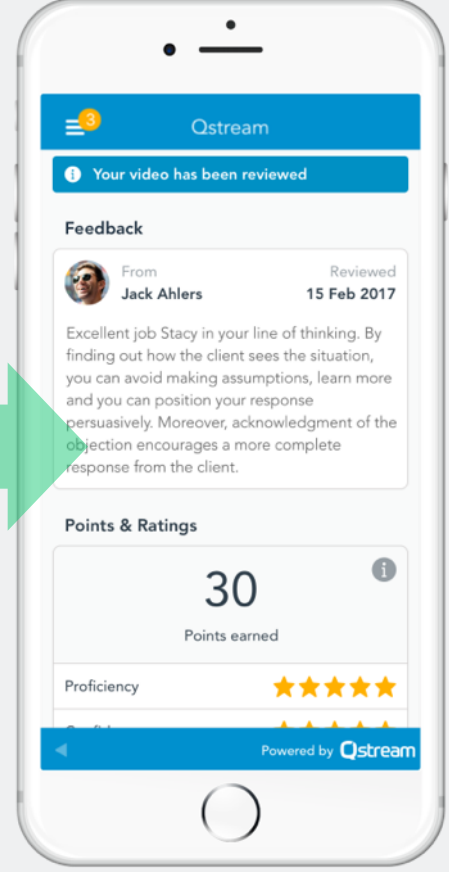 3
Qstream
Your video has been reviewed
Feedback
From
Jack Ahlers
Reviewed
15 Feb 2017
Excellent job Stacy in your line of thinking. By
finding out how the client sees the situation,
you can avoid making assumptions, learn more
and you can position your response
persuasively. Moreover, acknowledgment of the
objection encourages a more complete
response from the client.
Points & Ratings
30
Points earned
Proficiency
Powered by Qstream